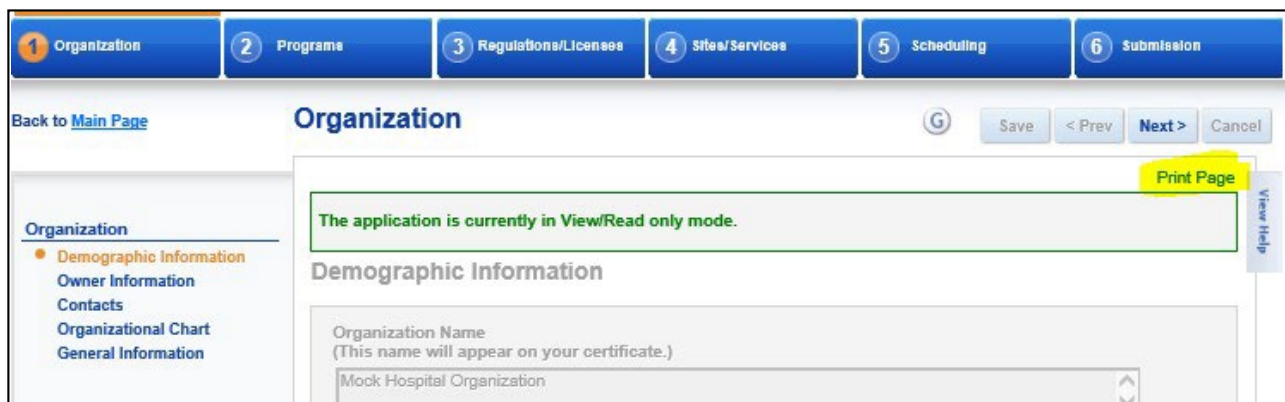 1 Organization
2 Programs
3 Regulations/Licenses
4 Sites/Services
5 Scheduling
6 Submission
Back to Main Page
Organization
G
Save
< Prev
Next >
Cancel
Print Page
View Help
The application is currently in View/Read only mode.
Organization
Demographic Information
Owner Information
Contacts
Organizational Chart
General Information
Demographic Information
Organization Name
(This name will appear on your certificate.)
Mock Hospital Organization